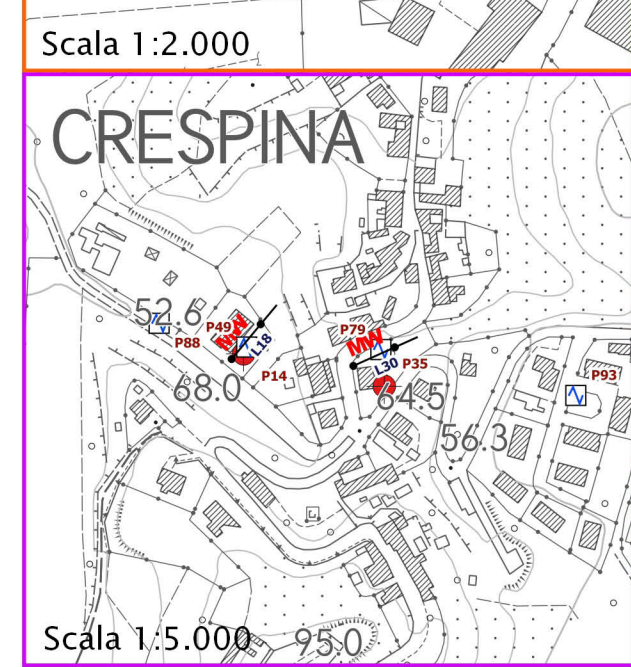 Scala 1:2.000
CRESPINA
52.6
P49
MW
P88
L18
P14
68.0
P79
MW
L30
P35
64.5
P93
56.3
Scala 1:5.000
95.0